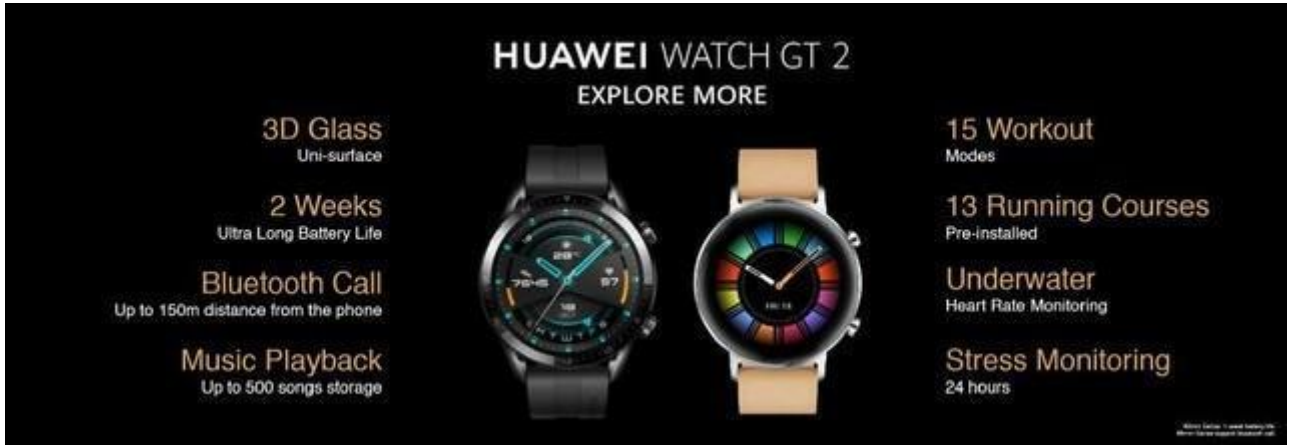 HUAWEI WATCH GT 2
EXPLORE MORE
3D Glass
Uni-surface
2 Weeks
Ultra Long Battery Life
Bluetooth Call
Up to 150m distance from the phone
Music Playback
Up to 500 songs storage
15 Workout
Modes
13 Running Courses
Pre-installed
Underwater
Heart Rate Monitoring
Stress Monitoring
24 hours